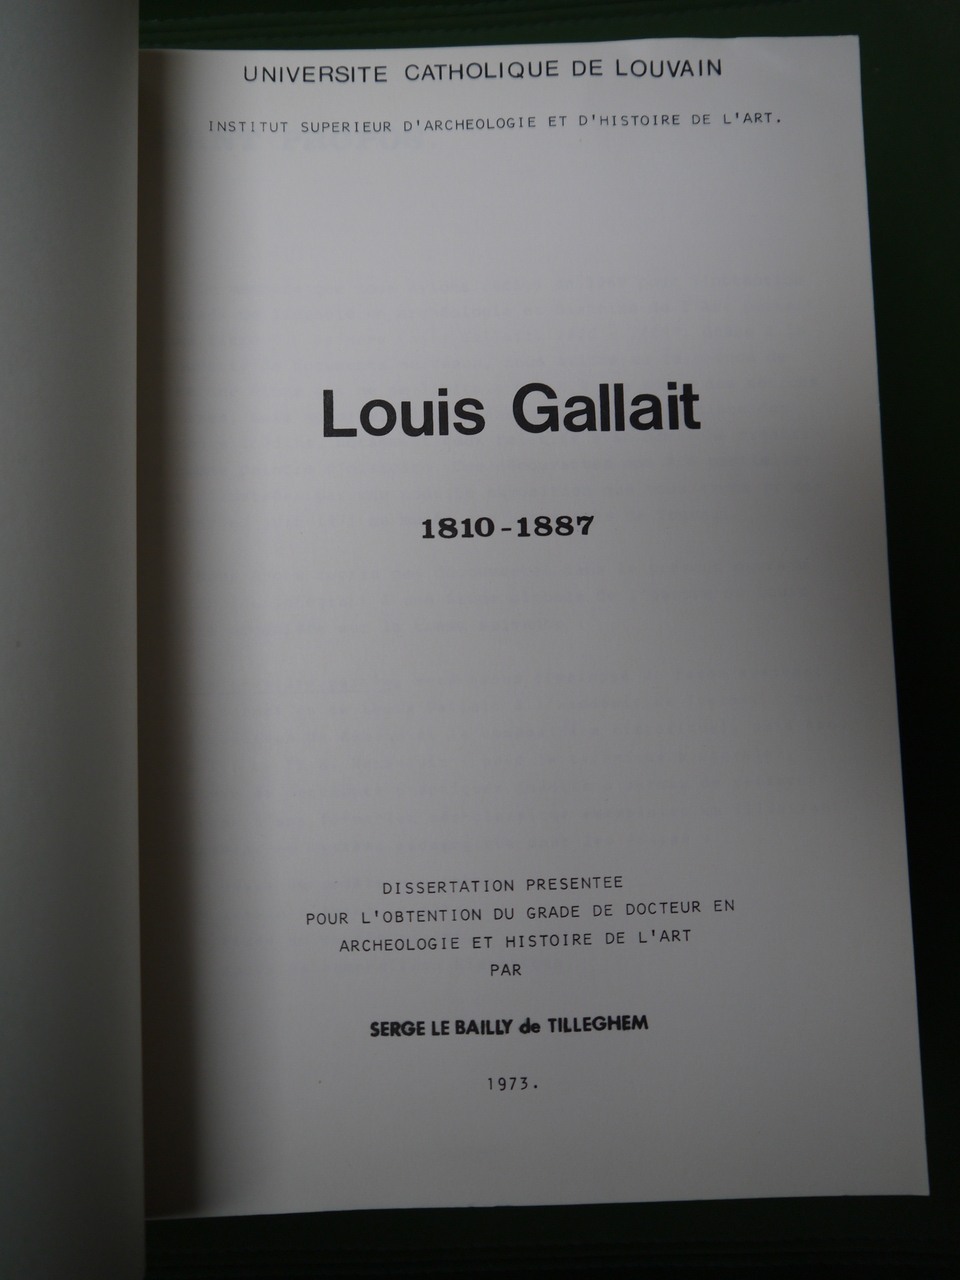 UNIVERSITE CATHOLIQUE DE LOUVAIN
INSTITUT SUPERIEUR D'ARCHEOLOGIE ET D'HISTOIRE DE L'ART.
Louis Gallait
1810-1887
DISSERTATION PRESENTEE
POUR L'OBTENTION DU GRADE DE DOCTEUR EN
ARCHEOLOGIE ET HISTOIRE DE L'ART
PAR
SERGE LE BAILLY de TILLEGHEM
1973.